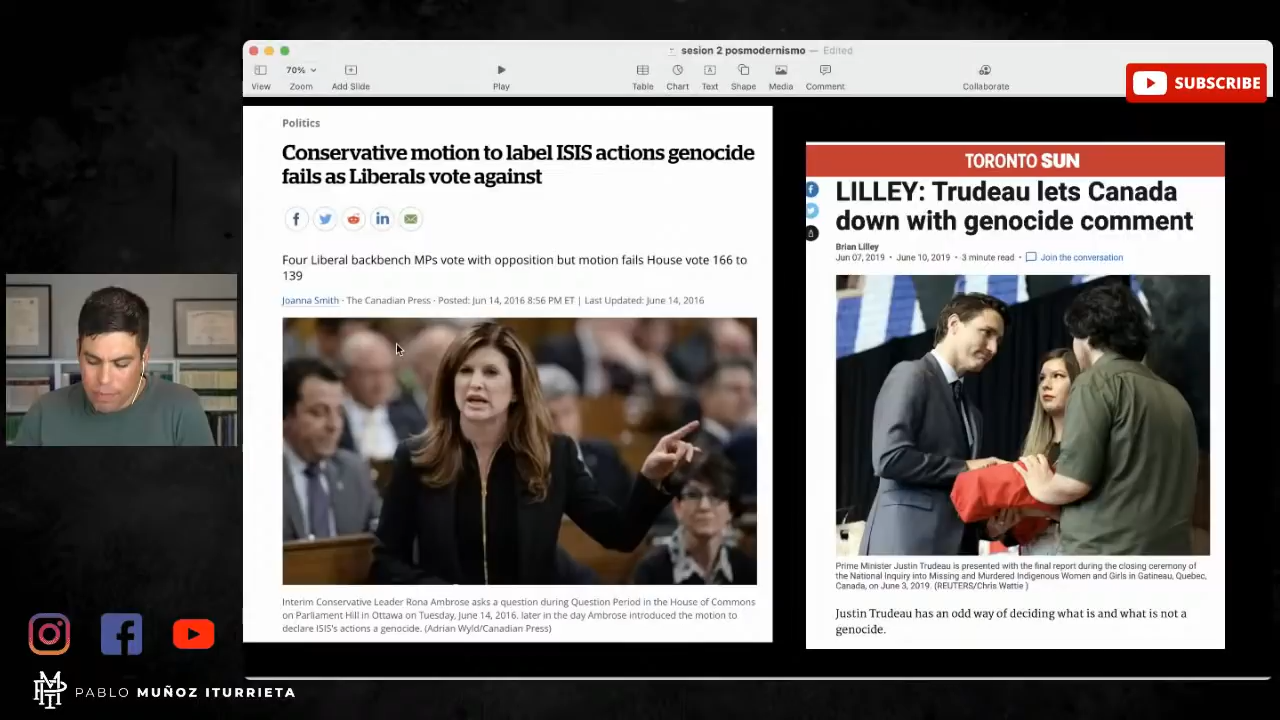 sesion 2 posmodernismo — Edited
View
70%
Zoom
Add Slide
Play
Table
Chart
Text
Shape
Media
Comment
Collaborate
SUBSCRIBE
Politics
Conservative motion to label ISIS actions genocide
fails as Liberals vote against
Four Liberal backbench MPs vote with opposition but motion fails House vote 166 to
139
Joanna Smith · The Canadian Press · Posted: Jun 14, 2016 8:56 PM ET | Last Updated: June 14, 2016
Interim Conservative Leader Rona Ambrose asks a question during Question Period in the House of Commons
on Parliament Hill in Ottawa on Tuesday, June 14, 2016. later in the day Ambrose introduced the motion to
declare ISIS's actions a genocide. (Adrian Wyld/Canadian Press)
TORONTO SUN
LILLEY: Trudeau lets Canada
down with genocide comment
Brian Lilley
Jun 07, 2019 • June 10, 2019 • 3 minute read • Join the conversation
Prime Minister Justin Trudeau is presented with the final report during the closing ceremony of
the National Inquiry into Missing and Murdered Indigenous Women and Girls in Gatineau, Quebec,
Canada, on June 3, 2019. (REUTERS/Chris Wattie )
Justin Trudeau has an odd way of deciding what is and what is not a
genocide.
PABLO MUÑOZ ITURRIETA